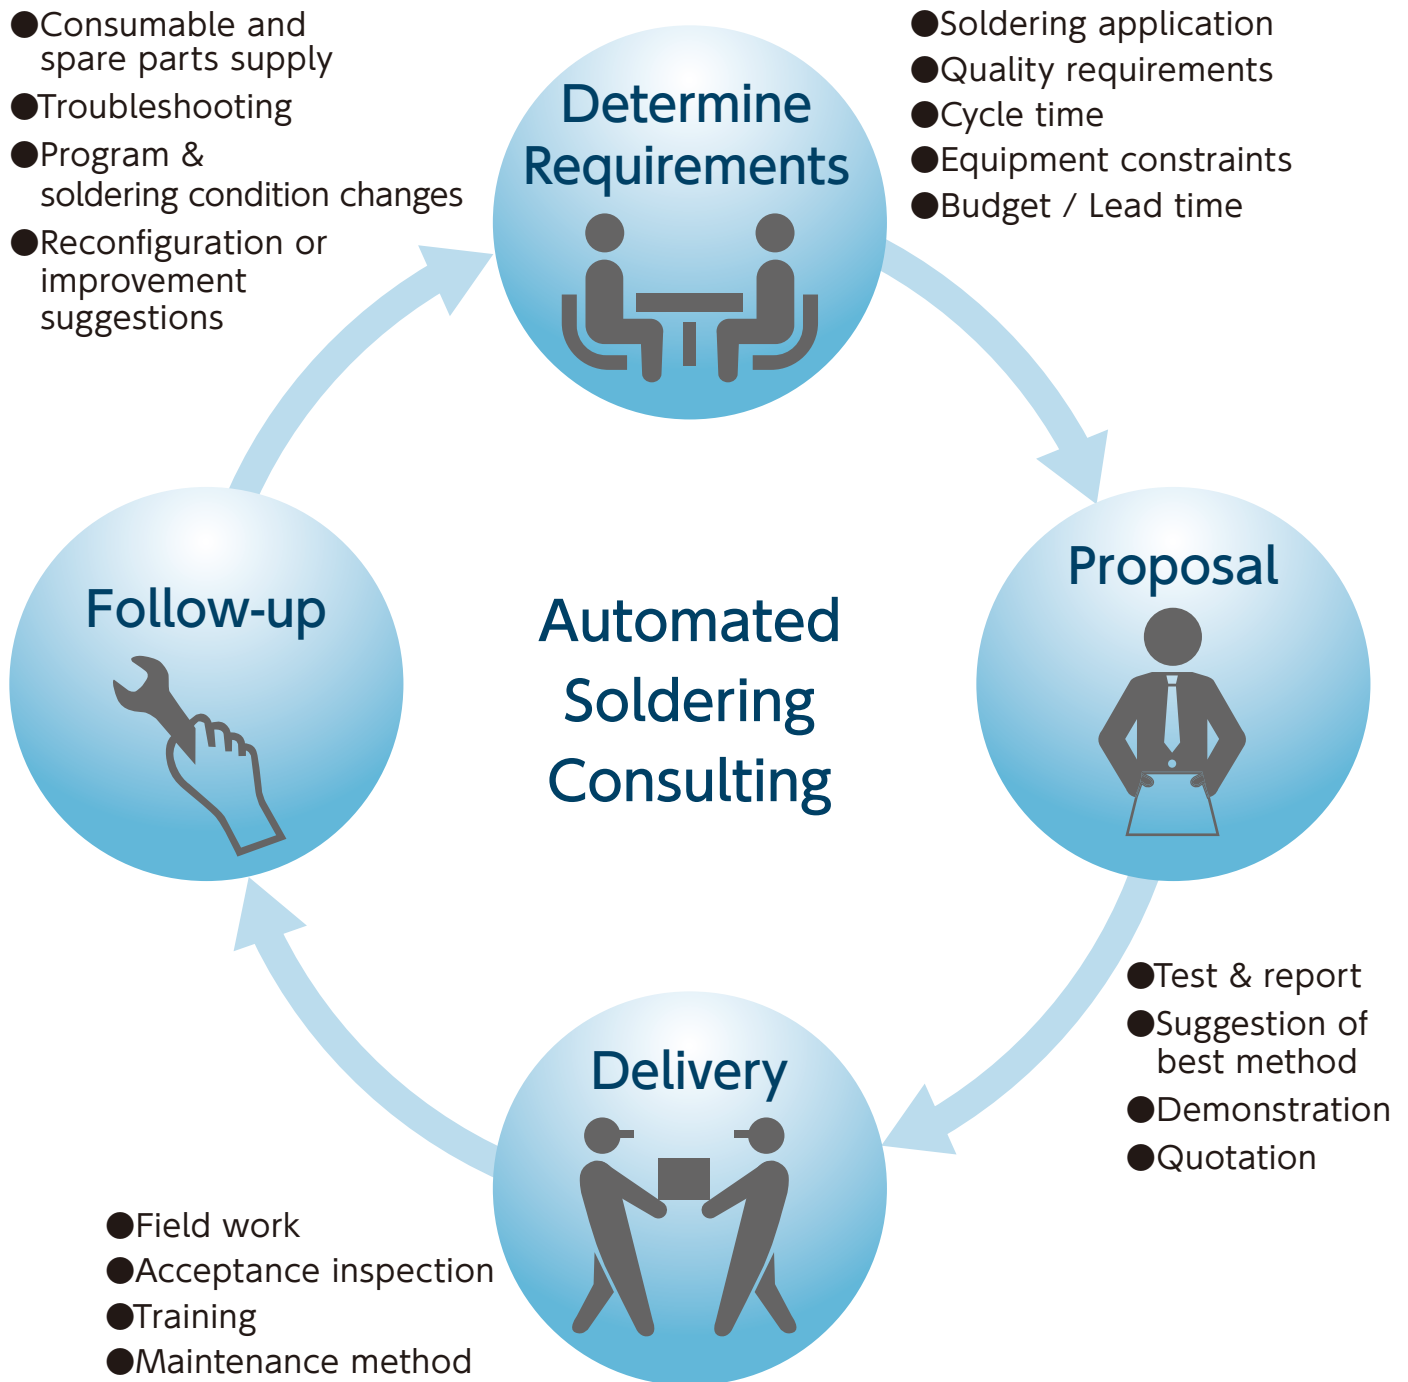 Determine
Requirements
●Soldering application
●Quality requirements
●Cycle time
●Equipment constraints
●Budget / Lead time
Proposal
●Test & report
●Suggestion of
best method
●Demonstration
●Quotation
Delivery
●Field work
●Acceptance inspection
●Training
●Maintenance method
Follow-up
●Consumable and
spare parts supply
●Troubleshooting
●Program &
soldering condition changes
●Reconfiguration or
improvement
suggestions
Automated
Soldering
Consulting